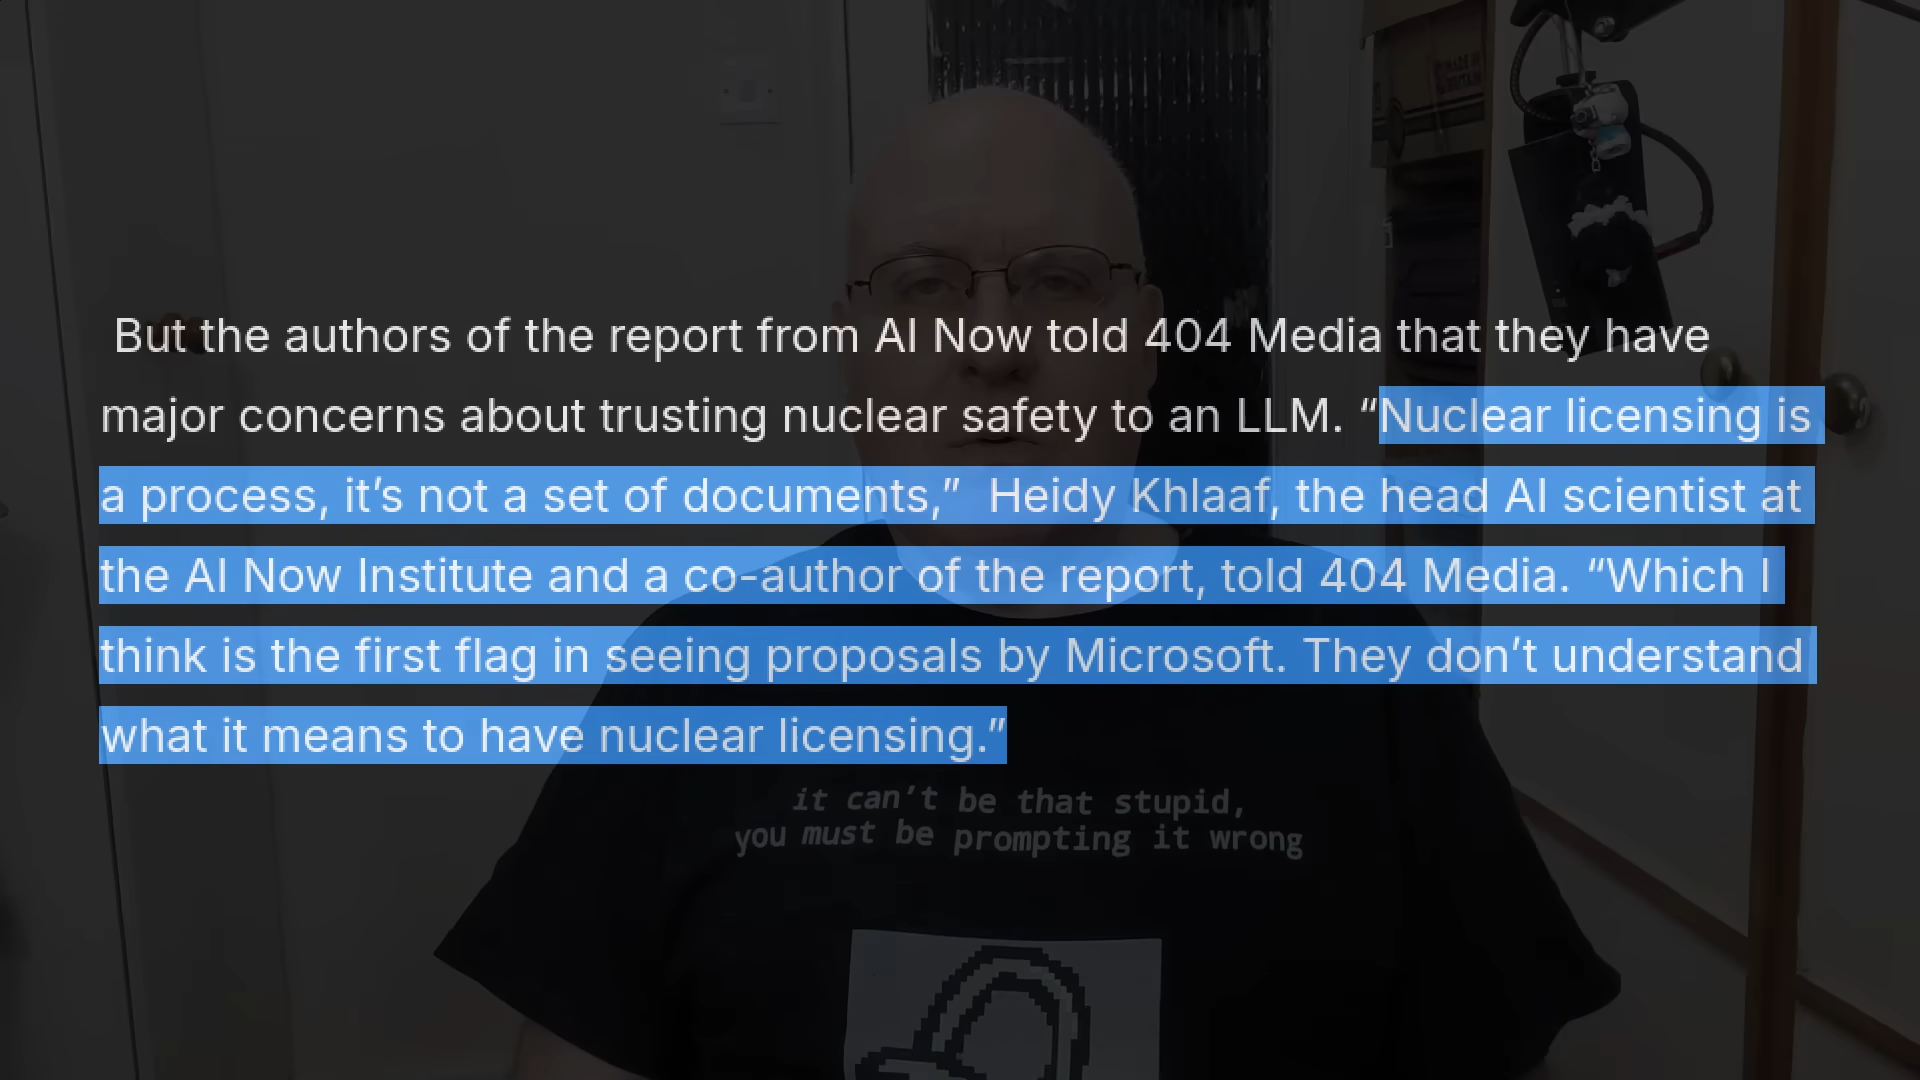 But the authors of the report from AI Now told 404 Media that they have
major concerns about trusting nuclear safety to an LLM. “Nuclear licensing is
a process, it’s not a set of documents,”  Heidy Khlaaf, the head AI scientist at
the AI Now Institute and a co-author of the report, told 404 Media. “Which I
think is the first flag in seeing proposals by Microsoft. They don’t understand
what it means to have nuclear licensing.”
it can’t be that stupid,
you must be prompting it wrong